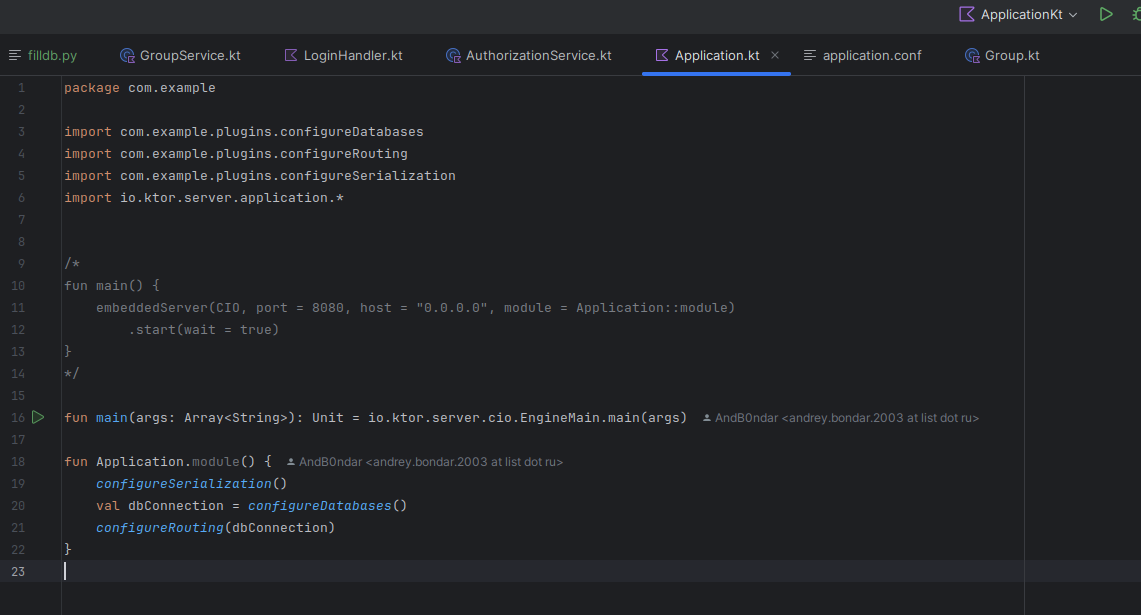 ApplicationKt
filldb.py GroupService.kt LoginHandler.kt AuthorizationService.kt Application.kt application.conf Group.kt
1 package com.example
2
3 import com.example.plugins.configureDatabases
4 import com.example.plugins.configureRouting
5 import com.example.plugins.configureSerialization
6 import io.ktor.server.application.*
7
8
9 /*
10 fun main() {
11     embeddedServer(CIO, port = 8080, host = "0.0.0.0", module = Application::module)
12         .start(wait = true)
13 }
14 */
15
16 fun main(args: Array<String>): Unit = io.ktor.server.cio.EngineMain.main(args) AndB0ndar <andrey.bondar.2003 at list dot ru>
17
18 fun Application.module() { AndB0ndar <andrey.bondar.2003 at list dot ru>
19     configureSerialization()
20     val dbConnection = configureDatabases()
21     configureRouting(dbConnection)
22 }
23